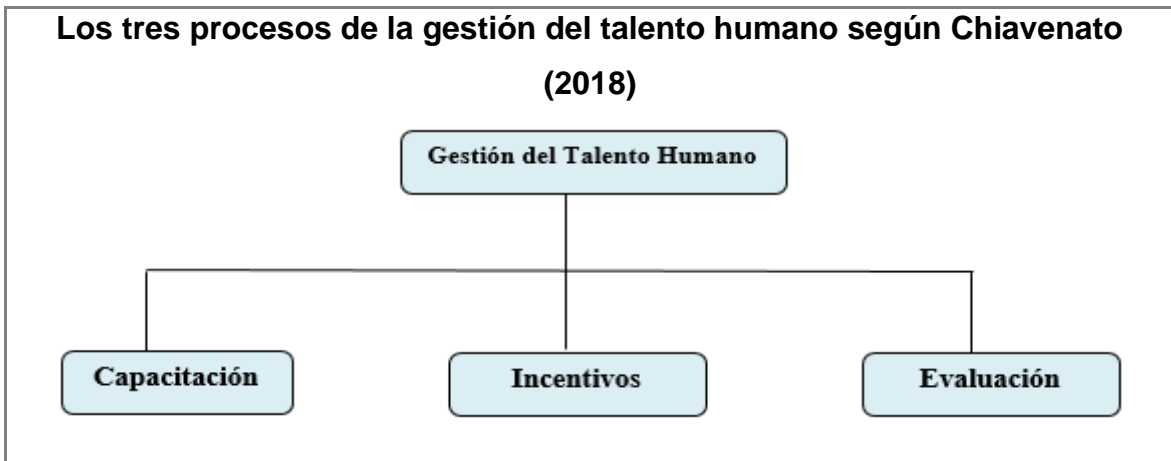 Los tres procesos de la gestión del talento humano según Chiavenato
(2018)
Gestión del Talento Humano
Capacitación
Incentivos
Evaluación